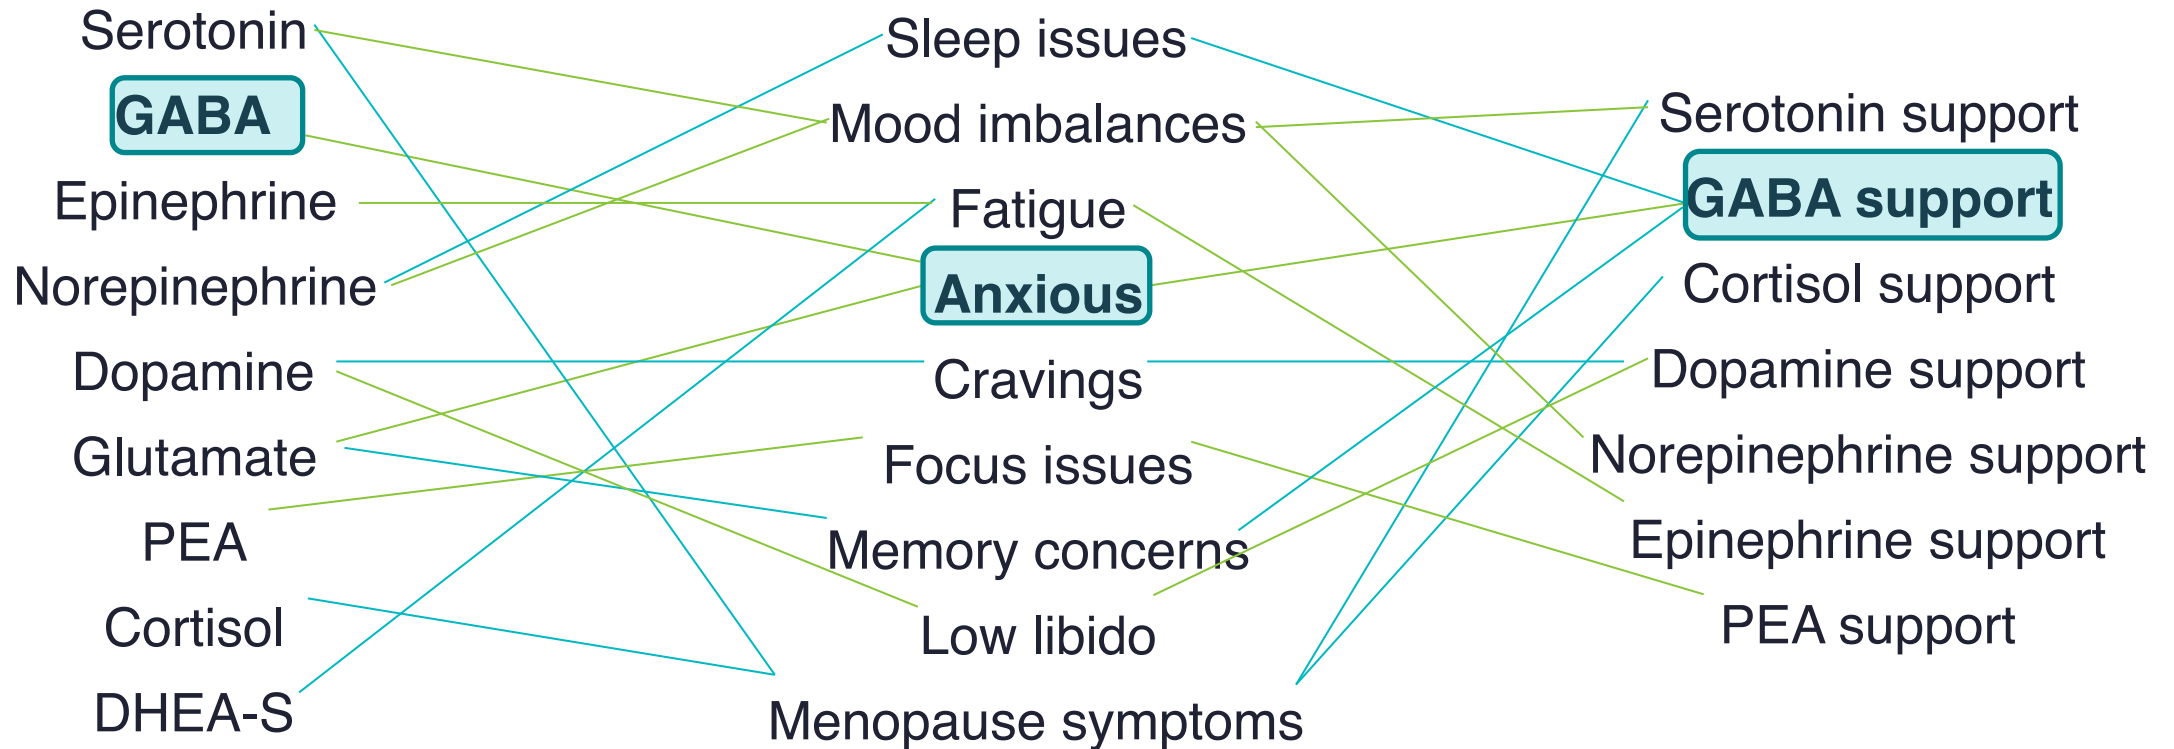 Serotonin
GABA
Epinephrine
Norepinephrine
Dopamine
Glutamate
PEA
Cortisol
DHEA-S
Sleep issues
Mood imbalances
Fatigue
Anxious
Cravings
Focus issues
Memory concerns
Low libido
Menopause symptoms
Serotonin support
GABA support
Cortisol support
Dopamine support
Norepinephrine support
Epinephrine support
PEA support